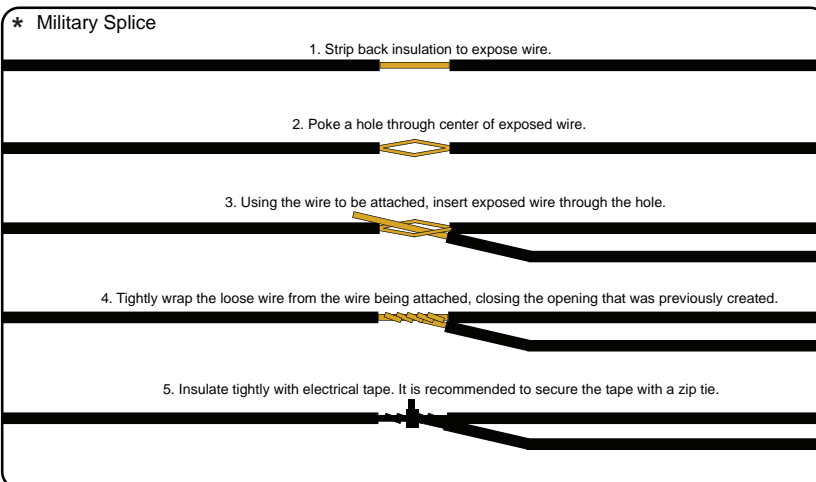 * Military Splice
1. Strip back insulation to expose wire.
2. Poke a hole through center of exposed wire.
3. Using the wire to be attached, insert exposed wire through the hole.
4. Tightly wrap the loose wire from the wire being attached, closing the opening that was previously created.
5. Insulate tightly with electrical tape. It is recommended to secure the tape with a zip tie.